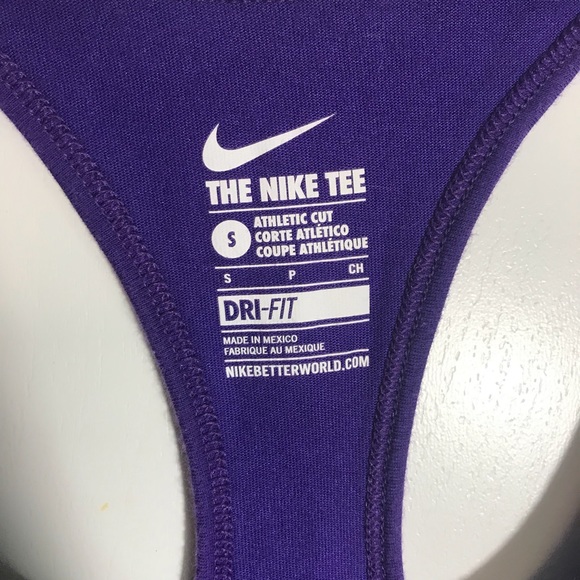 THE NIKE TEE
S
ATHLETIC CUT
CORTE ATLÉTICO
COUPE ATHLÉTIQUE
S P CH
DRI-FIT
MADE IN MEXICO
FABRIQUE AU MEXIQUE
NIKEBETTERWORLD.COM